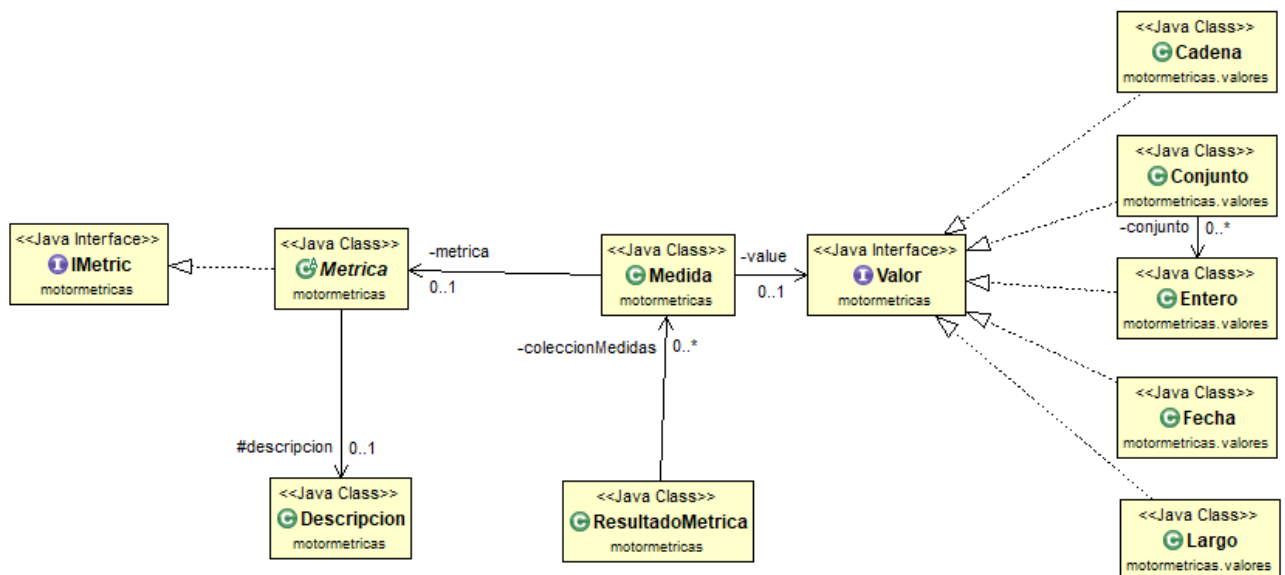 <<Java Class>>
Cadena
motormetricas.valores
<<Java Class>>
Conjunto
motormetricas.valores
-conjunto 0..*
<<Java Interface>>
IMetric
motormetricas
<<Java Class>>
Metrica
motormetricas
-metrica
0..1
<<Java Class>>
Medida
motormetricas
-value
0..1
<<Java Interface>>
Valor
motormetricas
<<Java Class>>
Entero
motormetricas.valores
-coleccionMedidas 0..*
<<Java Class>>
Fecha
motormetricas.valores
#descripcion 0..1
<<Java Class>>
Descripcion
motormetricas
<<Java Class>>
ResultadoMetrica
motormetricas
<<Java Class>>
Largo
motormetricas.valores